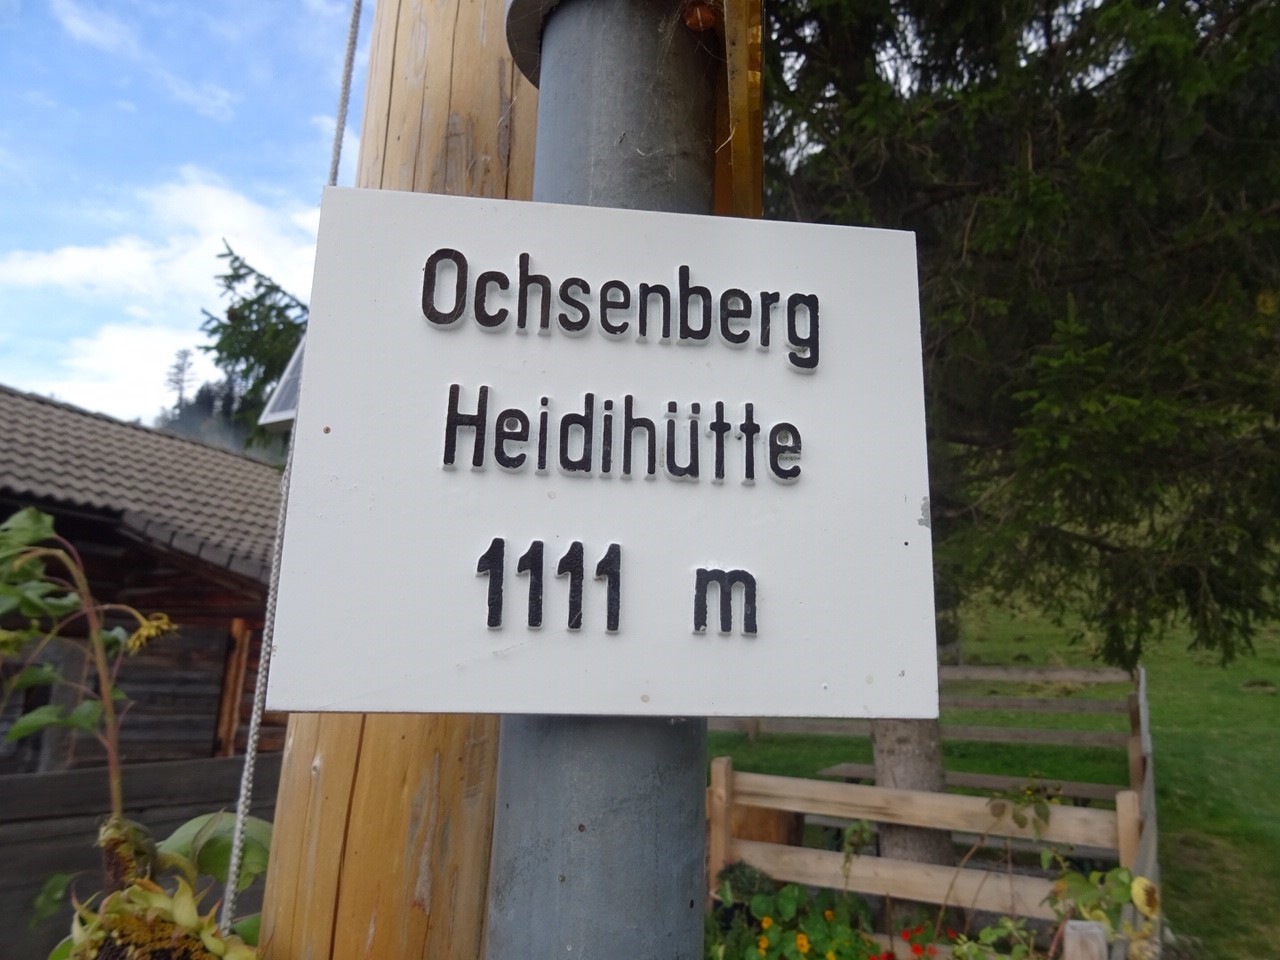 Ochsenberg
Heidihütte
1111 m